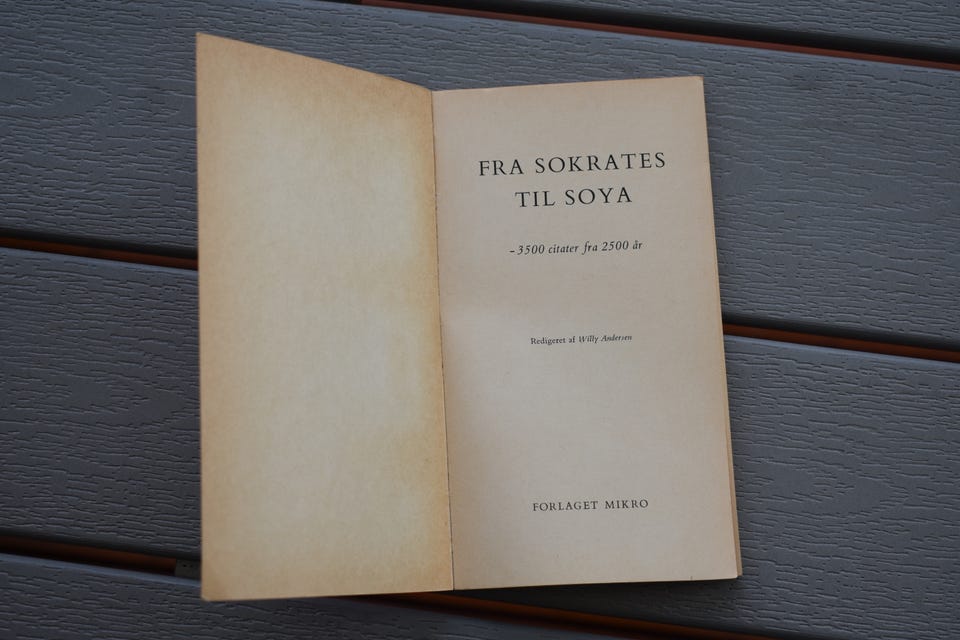 FRA SOKRATES
TIL SOYA
- 3500 citater fra 2500 år
Redigeret af Willy Andersen
FORLAGET MIKRO